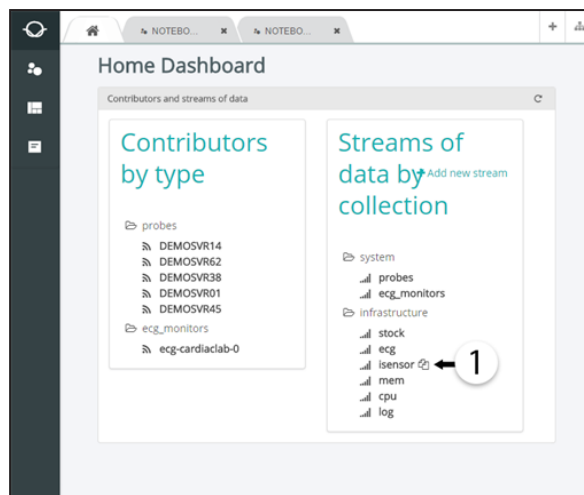 NOTEBO...
NOTEBO...
Home Dashboard
Contributors and streams of data
Contributors
by type
probes
DEMOSVR14
DEMOSVR62
DEMOSVR38
DEMOSVR01
DEMOSVR45
ecg_monitors
ecg-cardiaclab-0
Streams of
data by
Add new stream
collection
system
probes
ecg_monitors
infrastructure
stock
ecg
isensor
1
mem
cpu
log